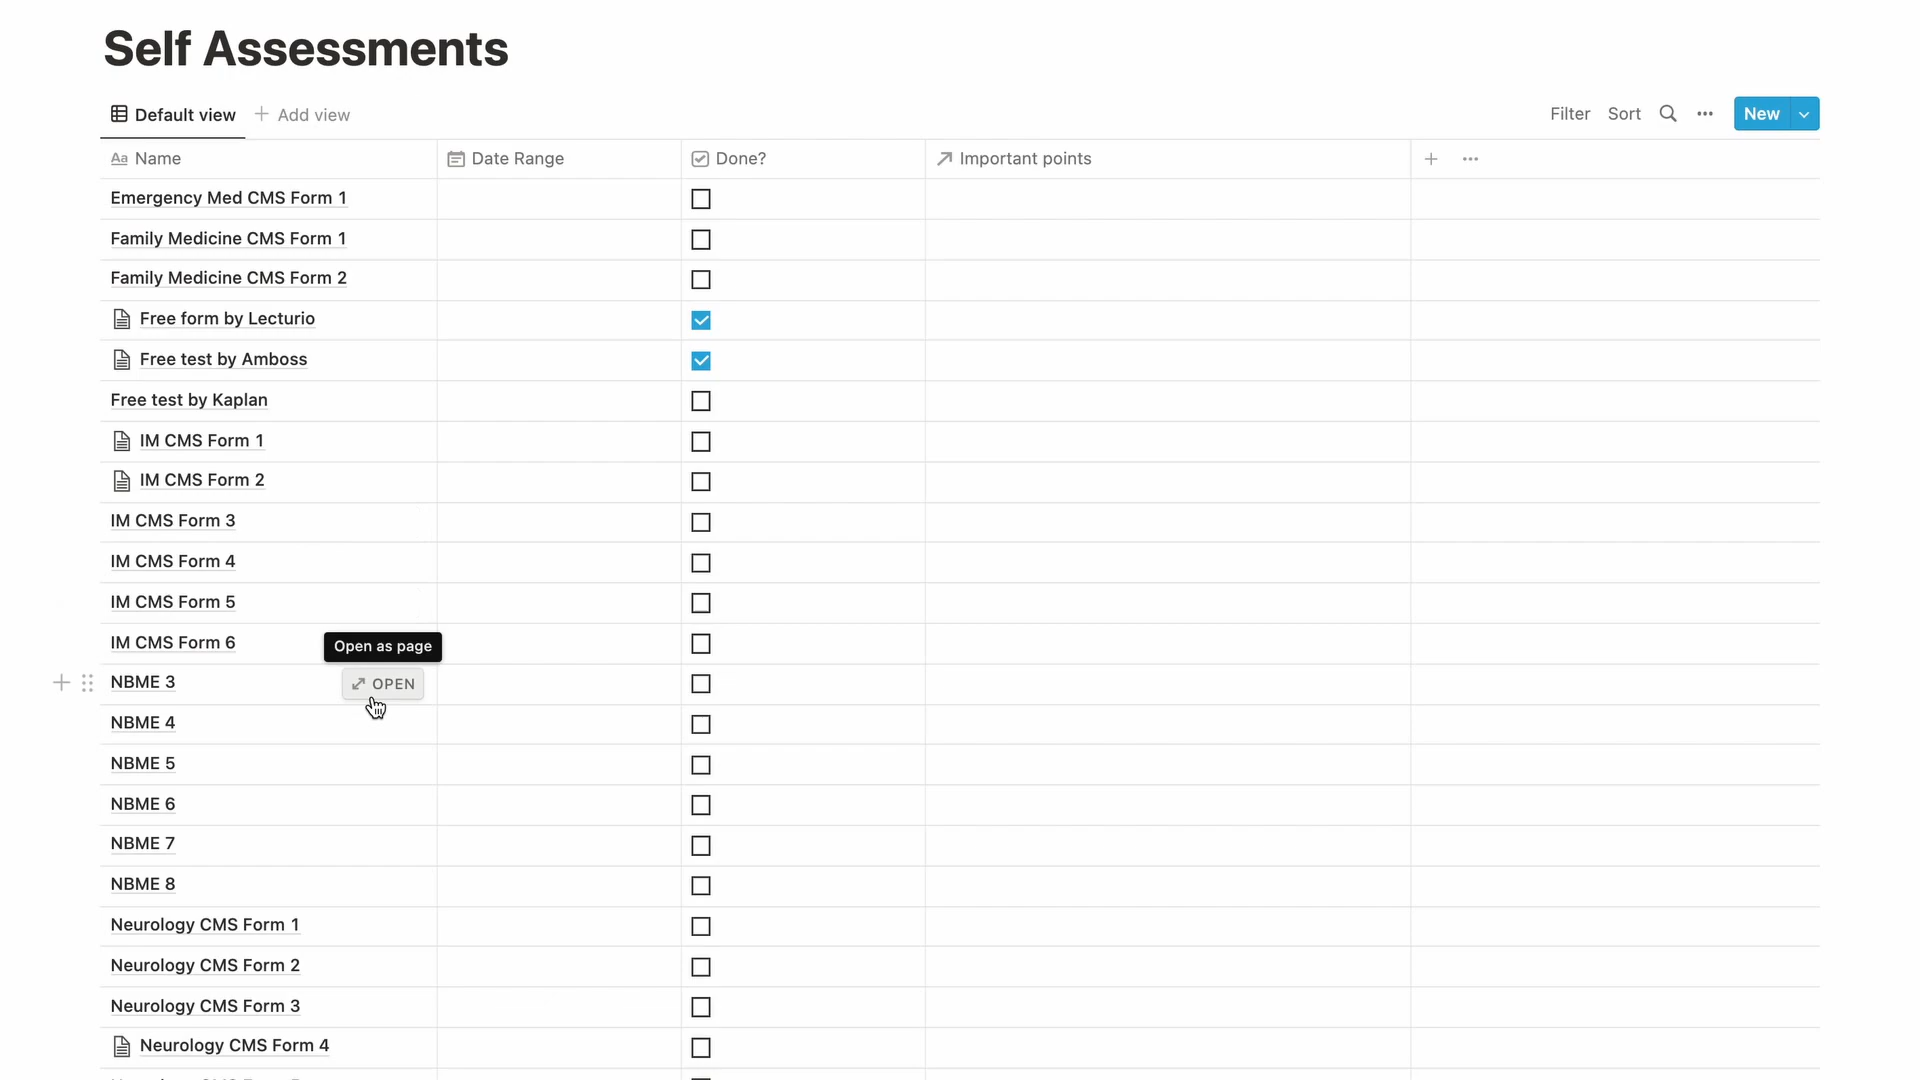 Self Assessments
Default view Add view Filter Sort New
Aa Name Date Range Done? Important points
Emergency Med CMS Form 1
Family Medicine CMS Form 1
Family Medicine CMS Form 2
Free form by Lecturio
Free test by Amboss
Free test by Kaplan
IM CMS Form 1
IM CMS Form 2
IM CMS Form 3
IM CMS Form 4
IM CMS Form 5
IM CMS Form 6
Open as page
NBME 3 OPEN
NBME 4
NBME 5
NBME 6
NBME 7
NBME 8
Neurology CMS Form 1
Neurology CMS Form 2
Neurology CMS Form 3
Neurology CMS Form 4